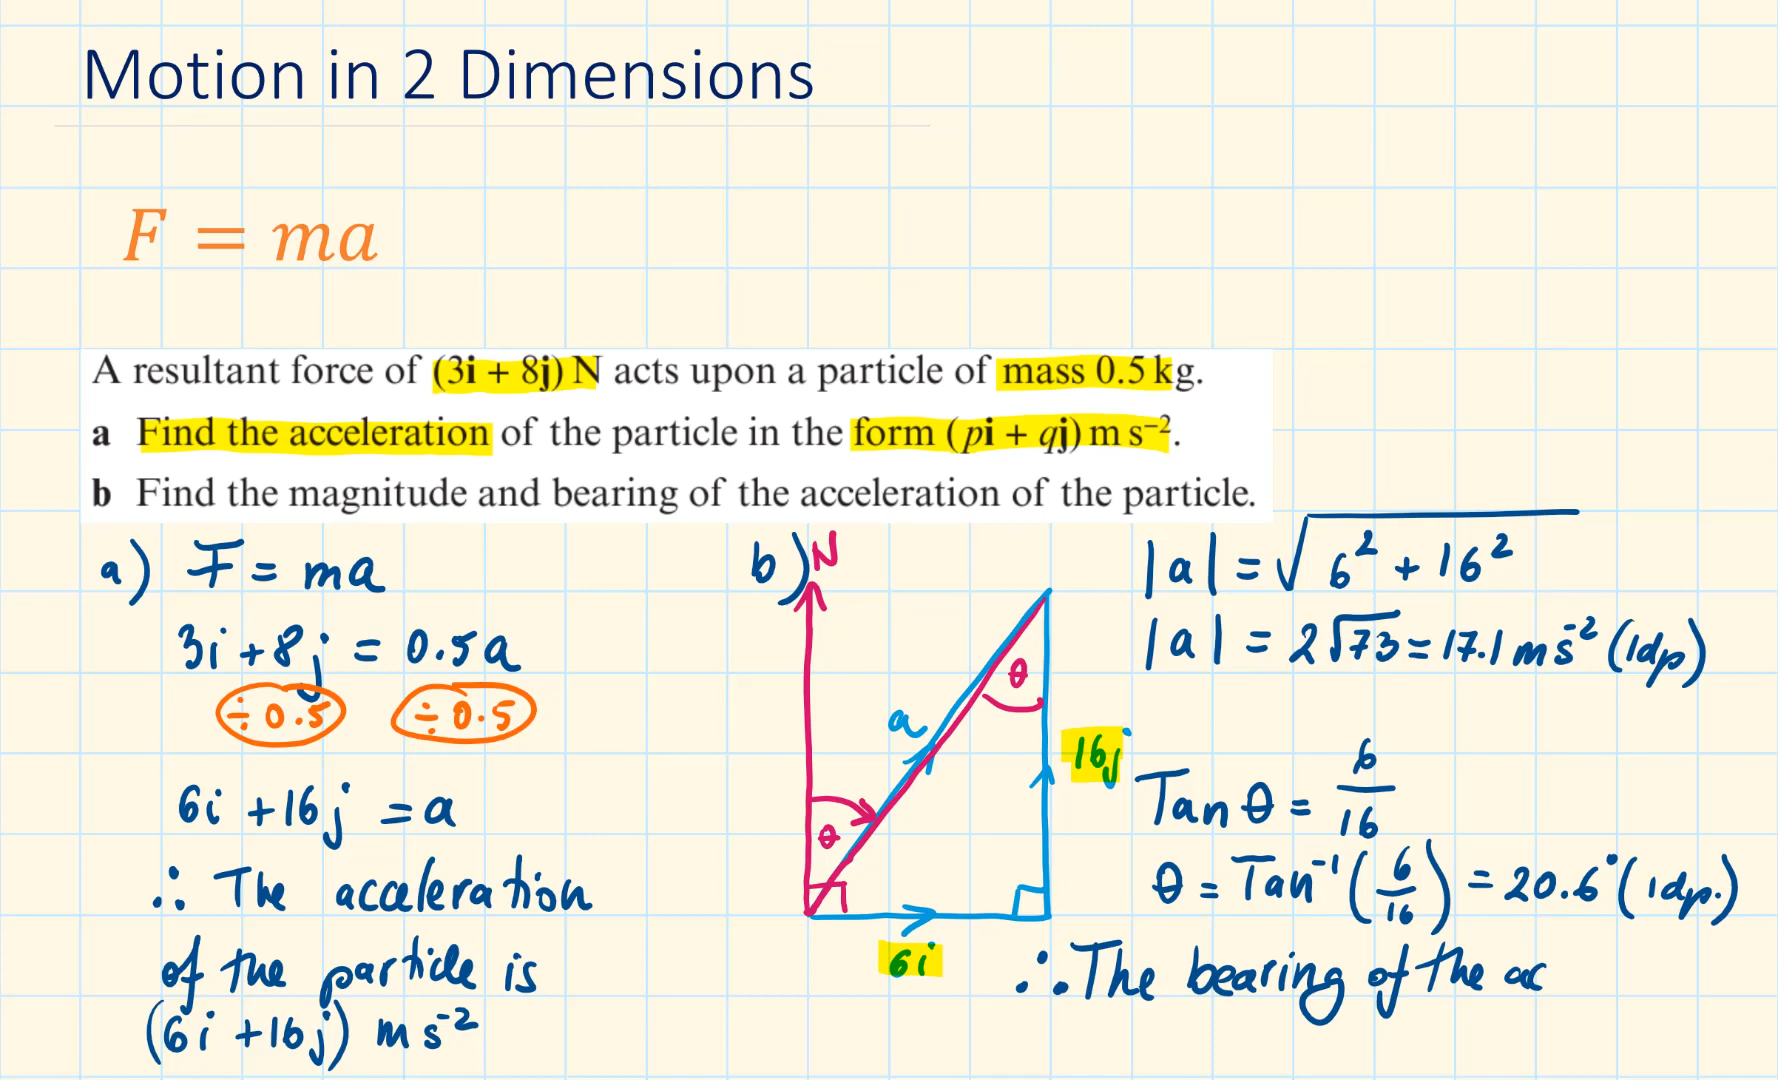 Motion in 2 Dimensions
F = ma
A resultant force of (3i + 8j) N acts upon a particle of mass 0.5 kg.
a Find the acceleration of the particle in the form (pi + qj) m s⁻².
b Find the magnitude and bearing of the acceleration of the particle.
a) F = ma
3i + 8j = 0.5a
÷ 0.5 ÷ 0.5
6i + 16j = a
∴ The acceleration
of the particle is
(6i + 16j) m s⁻²
b)
N
θ
a
θ
16j
6i
|a| = √6² + 16²
|a| = 2√73 = 17.1 ms⁻² (1dp)
Tan θ = 6/16
θ = Tan⁻¹(6/16) = 20.6° (1dp.)
∴ The bearing of the ac